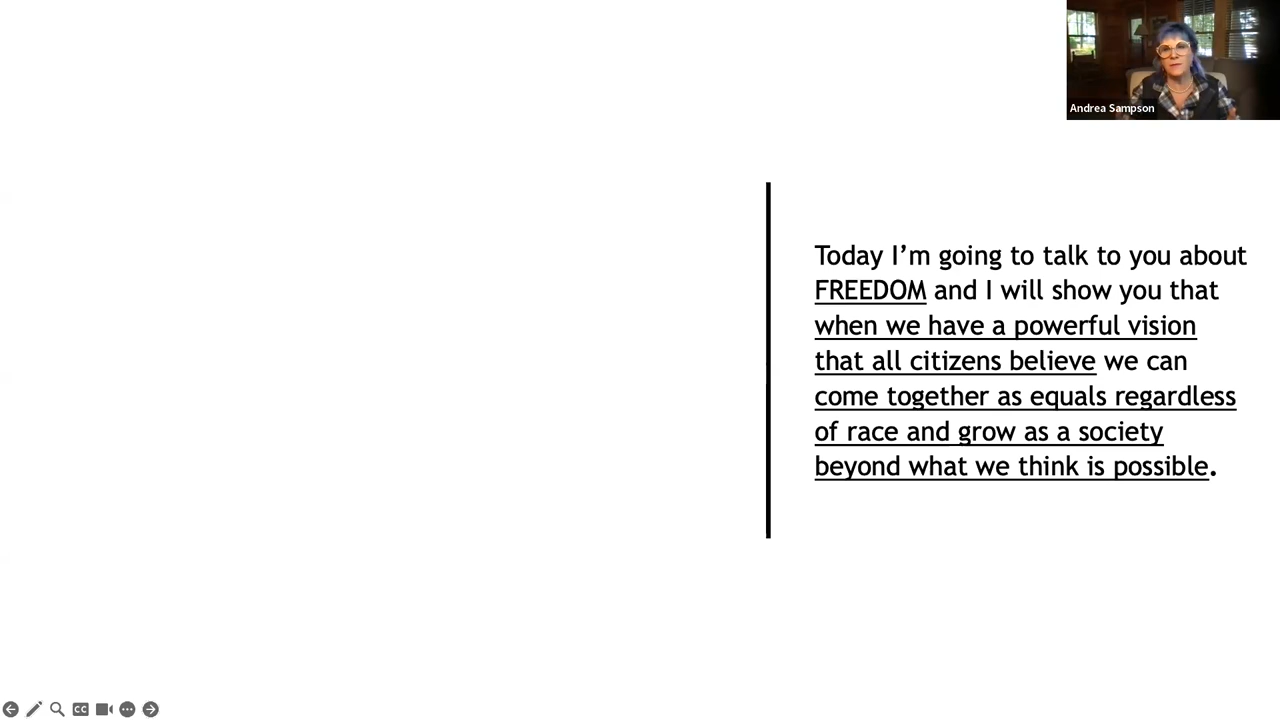 Andrea Sampson
Today I’m going to talk to you about
FREEDOM and I will show you that
when we have a powerful vision
that all citizens believe we can
come together as equals regardless
of race and grow as a society
beyond what we think is possible.
CC